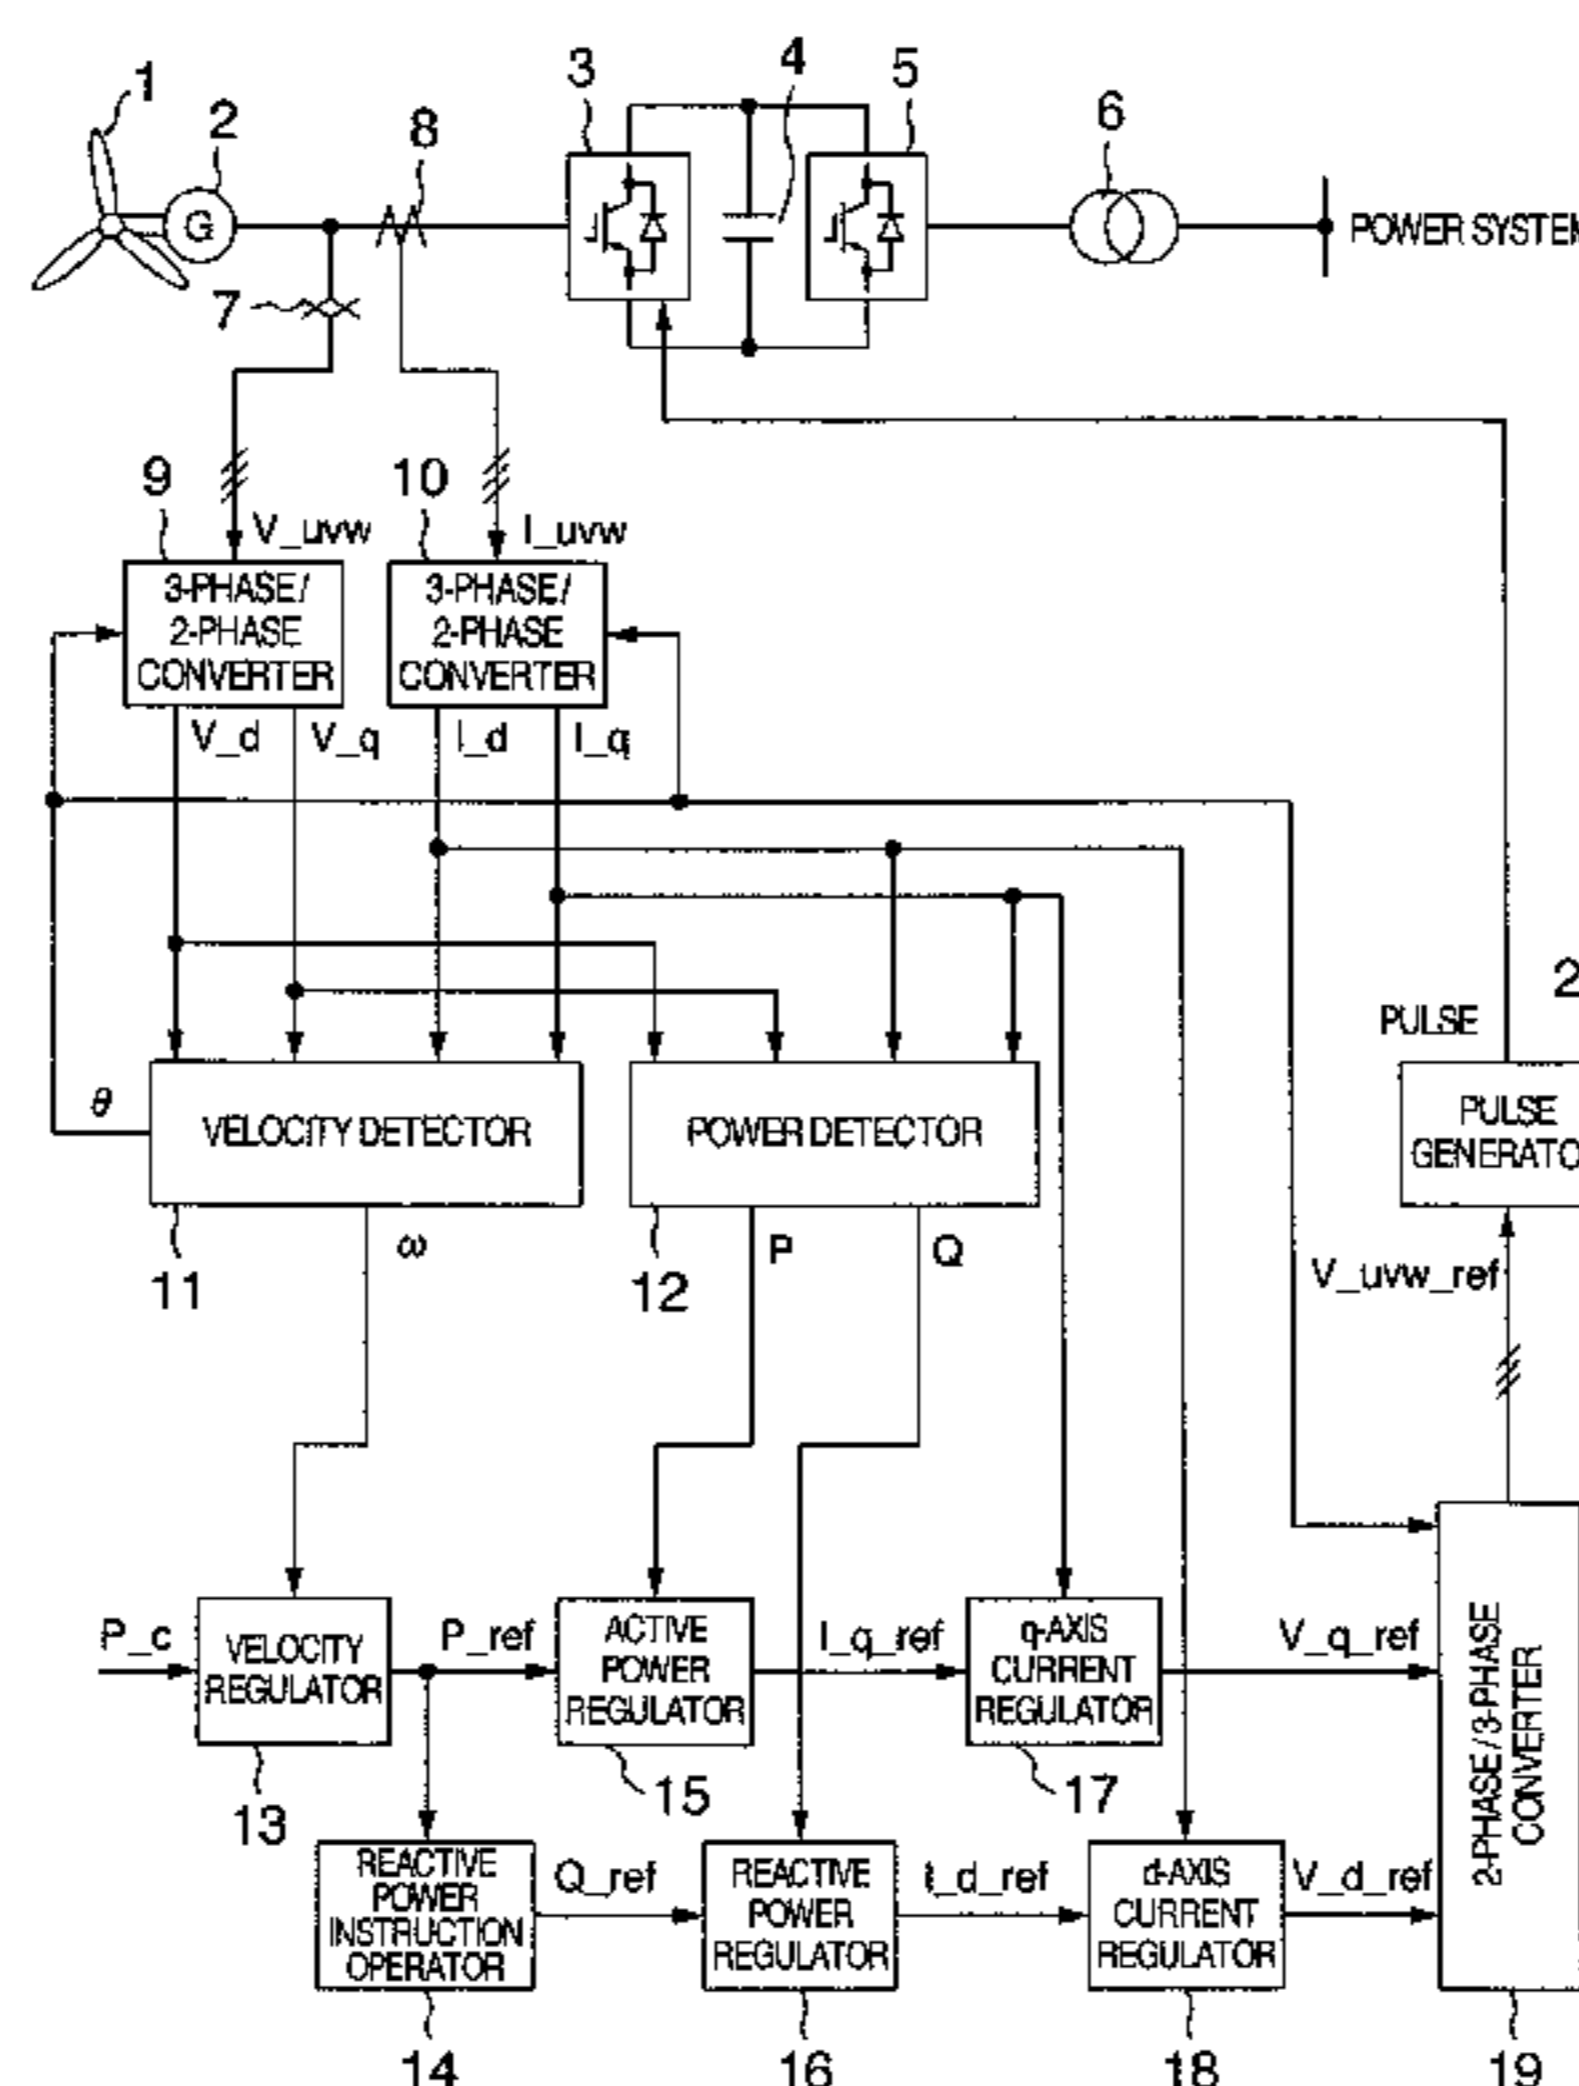 1
2
8
3
4
5
6
G
POWER SYSTEM
7
9
10
V_uvw
I_uvw
3-PHASE/
2-PHASE
CONVERTER
3-PHASE/
2-PHASE
CONVERTER
V_d
V_q
I_d
I_q
2
PULSE
θ
VELOCITY DETECTOR
POWER DETECTOR
PULSE
GENERATO
11
ω
12
P
Q
V_uvw_ref
P_c
VELOCITY
REGULATOR
P_ref
ACTIVE
POWER
REGULATOR
I_q_ref
q-AXIS
CURRENT
REGULATOR
V_q_ref
2-PHASE/3-PHASE
CONVERTER
13
15
17
REACTIVE
POWER
INSTRUCTION
OPERATOR
Q_ref
REACTIVE
POWER
REGULATOR
I_d_ref
d-AXIS
CURRENT
REGULATOR
V_d_ref
14
16
18
19